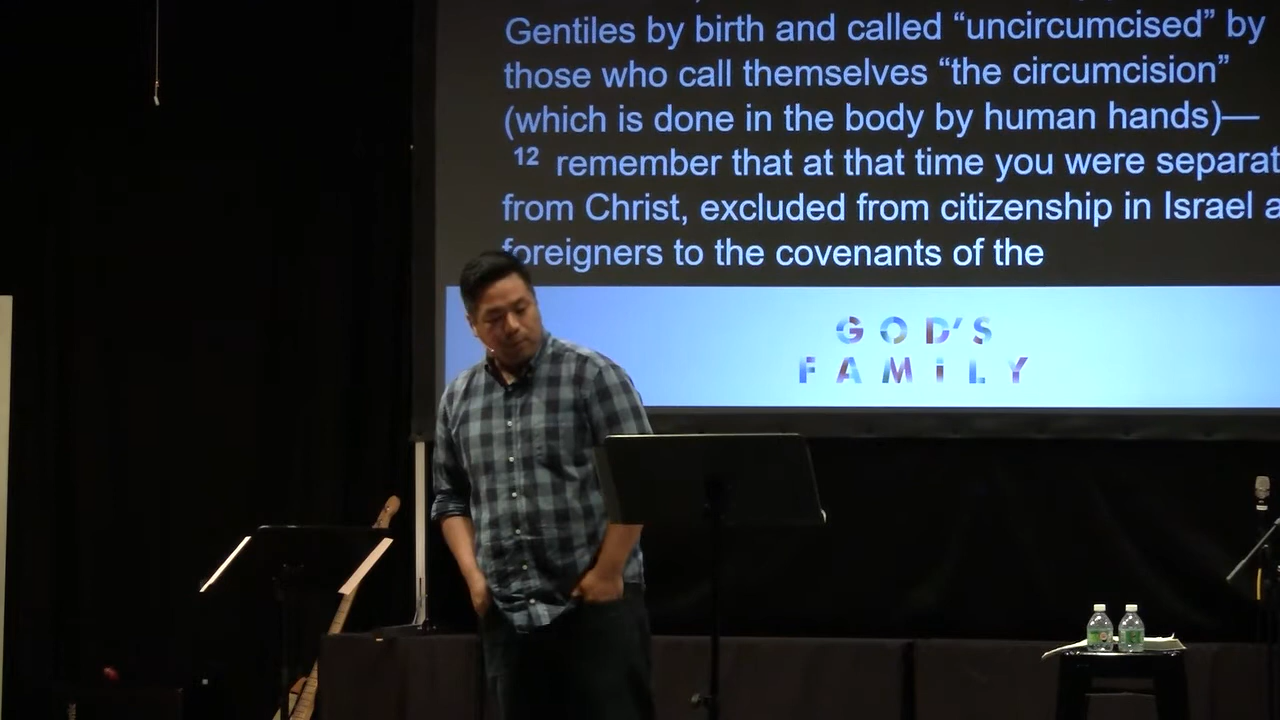 Gentiles by birth and called “uncircumcised” by
those who call themselves “the circumcision”
(which is done in the body by human hands)—
12 remember that at that time you were
from Christ, excluded from citizenship in Israel
foreigners to the covenants of the
GOD’S
FAMILY